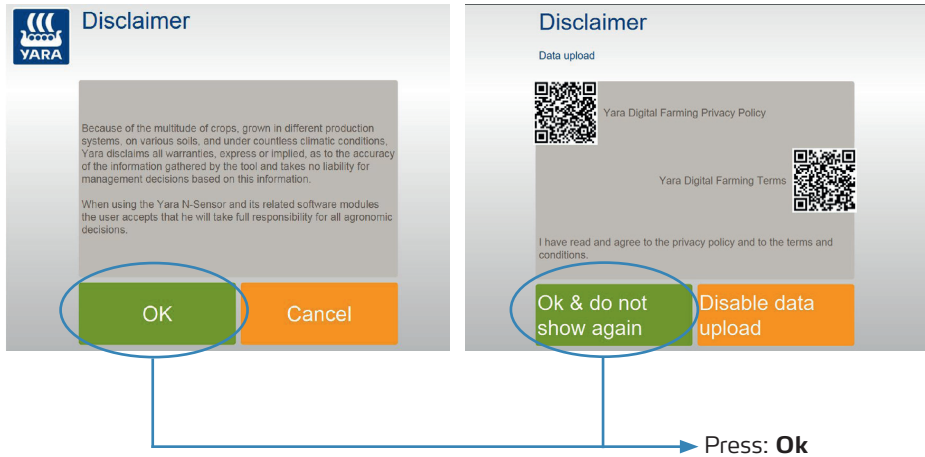 YARA
Disclaimer
Because of the multitude of crops, grown in different production
systems, on various soils, and under countless climatic conditions,
Yara disclaims all warranties, express or implied, as to the accuracy
of the information gathered by the tool and takes no liability for
management decisions based on this information.
When using the Yara N-Sensor and its related software modules
the user accepts that he will take full responsibility for all agronomic
decisions.
OK
Cancel
Disclaimer
Data upload
Yara Digital Farming Privacy Policy
Yara Digital Farming Terms
I have read and agree to the privacy policy and to the terms and
conditions.
Ok & do not
show again
Disable data
upload
Press: Ok